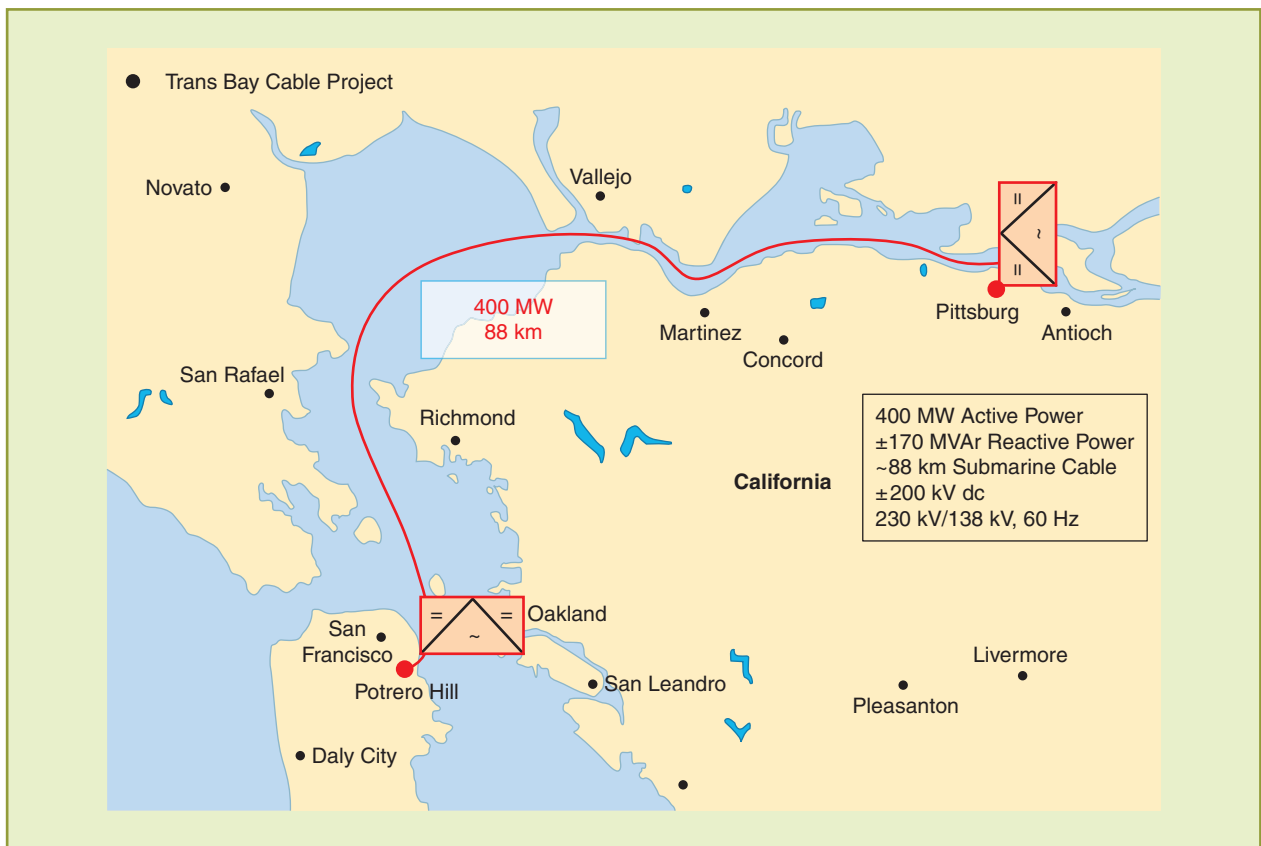 Trans Bay Cable Project
Novato
Vallejo
400 MW
88 km
Pittsburg
Martinez
Antioch
Concord
San Rafael
Richmond
400 MW Active Power
±170 MVAr Reactive Power
~88 km Submarine Cable
±200 kV dc
230 kV/138 kV, 60 Hz
California
=
=
~
=
=
~
Oakland
San
Francisco
Potrero Hill
San Leandro
Livermore
Pleasanton
Daly City